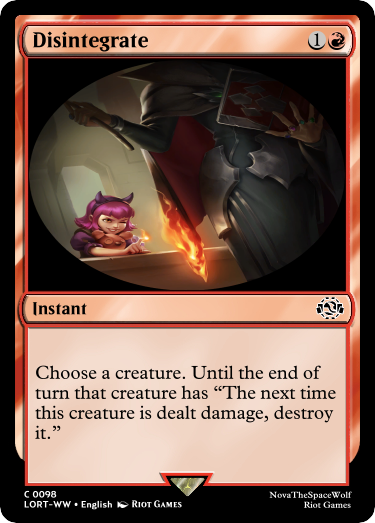 Disintegrate 1
Instant
Choose a creature. Until the end of
turn that creature has “The next time
this creature is dealt damage, destroy
it.”
C 0098
LORT-WW • English RIOT GAMES
NovaTheSpaceWolf
Riot Games